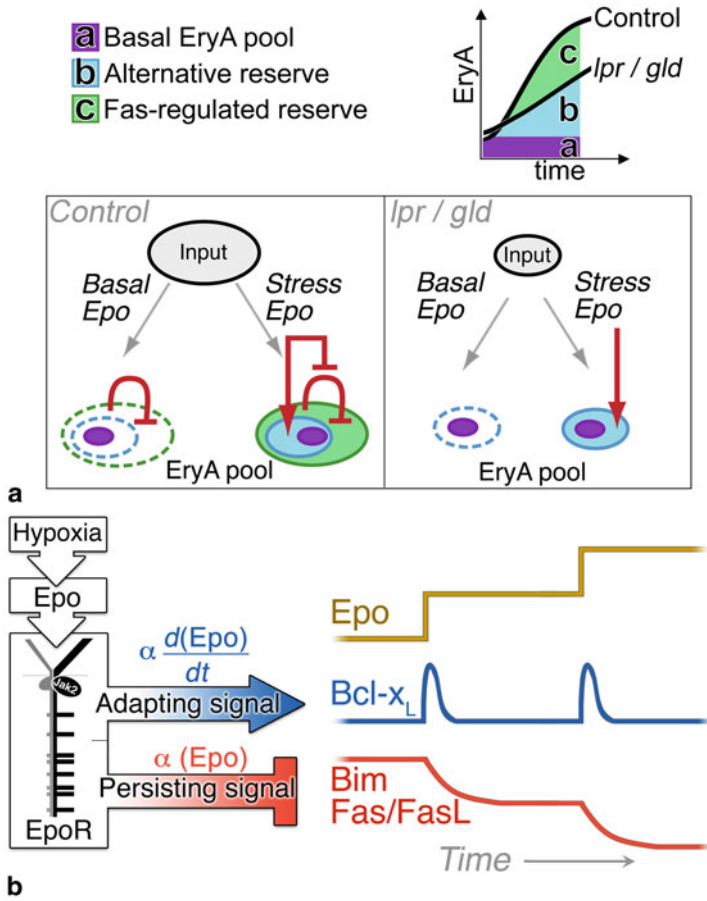 a Basal EryA pool
b Alternative reserve
c Fas-regulated reserve
EryA
Control
lpr / gld
c
b
a
time
Control
Input
Basal
Epo
Stress
Epo
EryA pool
lpr / gld
Input
Basal
Epo
Stress
Epo
EryA pool
a
Hypoxia
Epo
Jak2
EpoR
α d(Epo)
dt
Adapting signal
α (Epo)
Persisting signal
Epo
Bcl-xL
Bim
Fas/FasL
Time
b